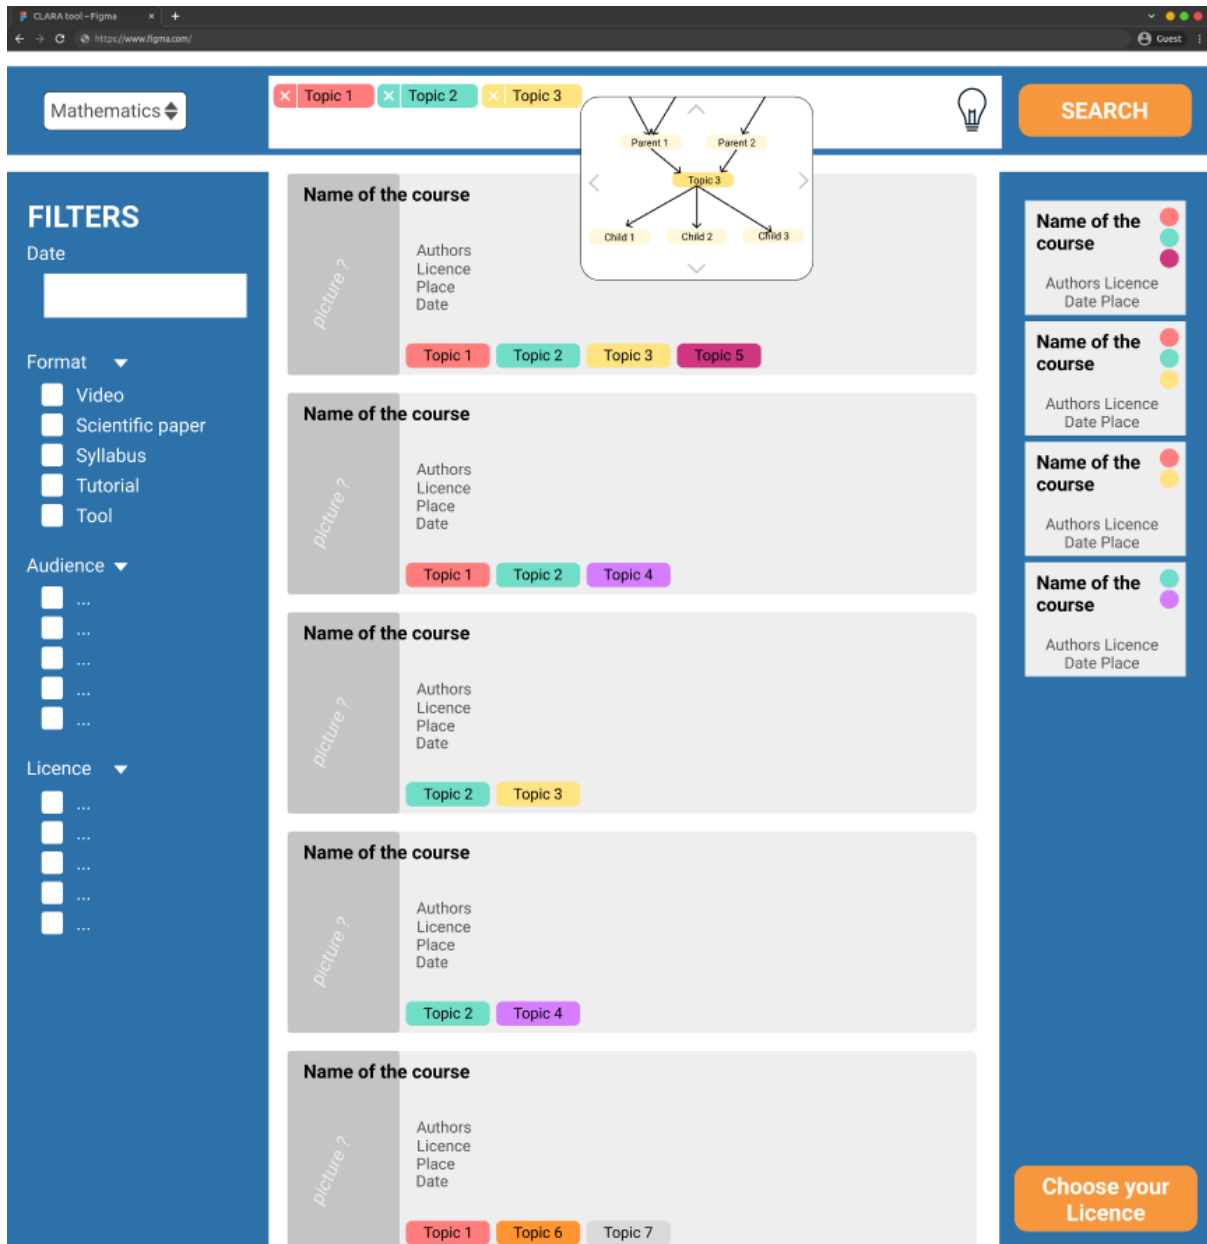 CLARA tool – Figma
https://www.figma.com/
Guest
Mathematics
Topic 1
Topic 2
Topic 3
SEARCH
Parent 1
Parent 2
Topic 3
Child 1
Child 2
Child 3
FILTERS
Date
Format
Video
Scientific paper
Syllabus
Tutorial
Tool
Audience
...
...
...
...
...
Licence
...
...
...
...
...
Name of the course
picture ?
Authors
Licence
Place
Date
Topic 1
Topic 2
Topic 3
Topic 5
Name of the course
picture ?
Authors
Licence
Place
Date
Topic 1
Topic 2
Topic 4
Name of the course
picture ?
Authors
Licence
Place
Date
Topic 2
Topic 3
Name of the course
picture ?
Authors
Licence
Place
Date
Topic 2
Topic 4
Name of the course
picture ?
Authors
Licence
Place
Date
Topic 1
Topic 6
Topic 7
Name of the
course
Authors Licence
Date Place
Name of the
course
Authors Licence
Date Place
Name of the
course
Authors Licence
Date Place
Name of the
course
Authors Licence
Date Place
Choose your
Licence